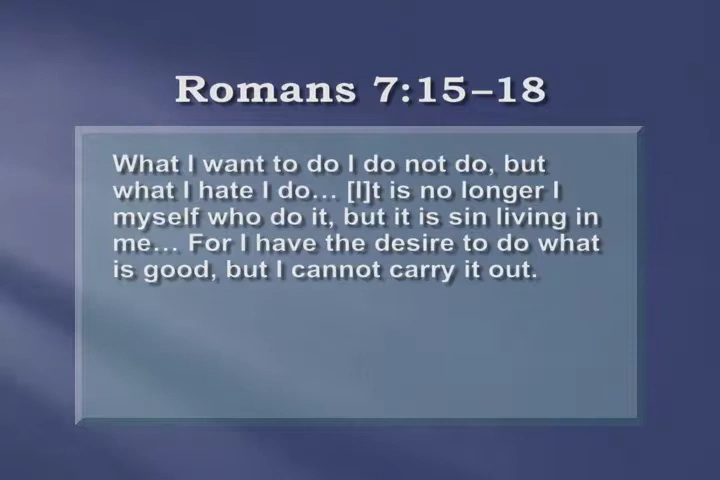 Romans 7:15–18
What I want to do I do not do, but
what I hate I do... [I]t is no longer I
myself who do it, but it is sin living in
me... For I have the desire to do what
is good, but I cannot carry it out.